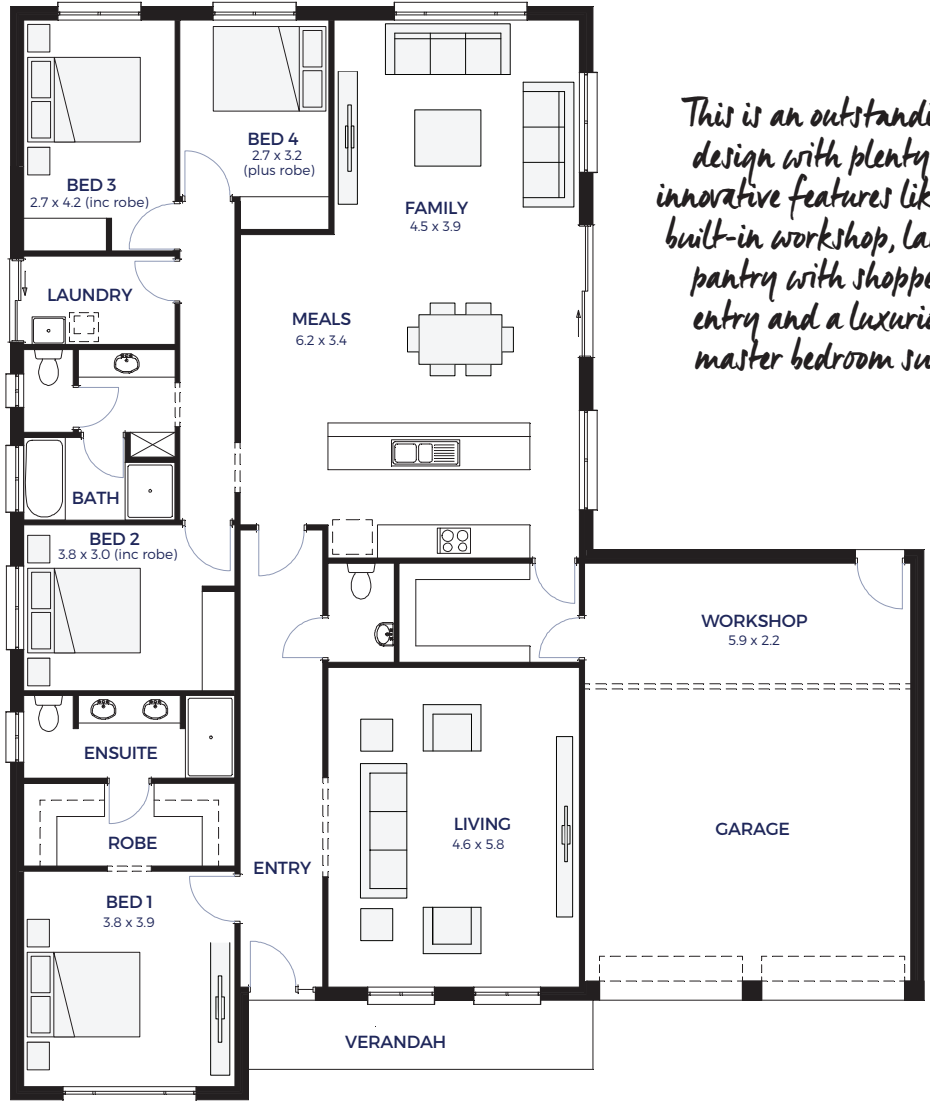 BED 3
2.7 x 4.2 (inc robe)
BED 4
2.7 x 3.2
(plus robe)
FAMILY
4.5 x 3.9
This is an outstandi
design with plenty
innovative features lik
built-in workshop, la
pantry with shoppe
entry and a luxuri
master bedroom su
LAUNDRY
MEALS
6.2 x 3.4
BATH
BED 2
3.8 x 3.0 (inc robe)
WORKSHOP
5.9 x 2.2
ENSUITE
ROBE
ENTRY
LIVING
4.6 x 5.8
GARAGE
BED 1
3.8 x 3.9
VERANDAH